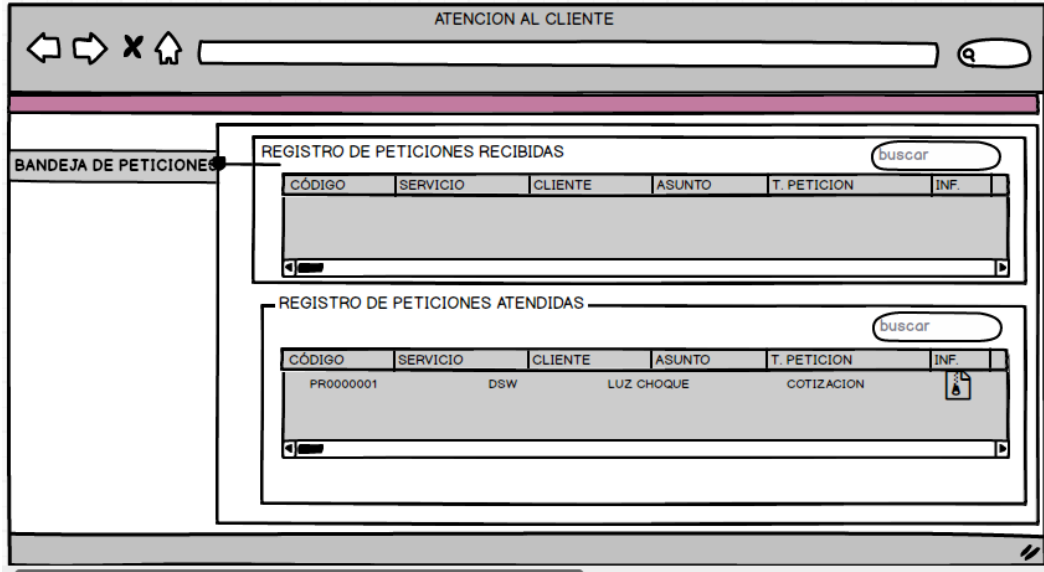 ATENCION AL CLIENTE
BANDEJA DE PETICIONES
REGISTRO DE PETICIONES RECIBIDAS
buscar
CÓDIGO SERVICIO CLIENTE ASUNTO T. PETICION INF.
REGISTRO DE PETICIONES ATENDIDAS
buscar
CÓDIGO SERVICIO CLIENTE ASUNTO T. PETICION INF.
PR0000001 DSW LUZ CHOQUE COTIZACION